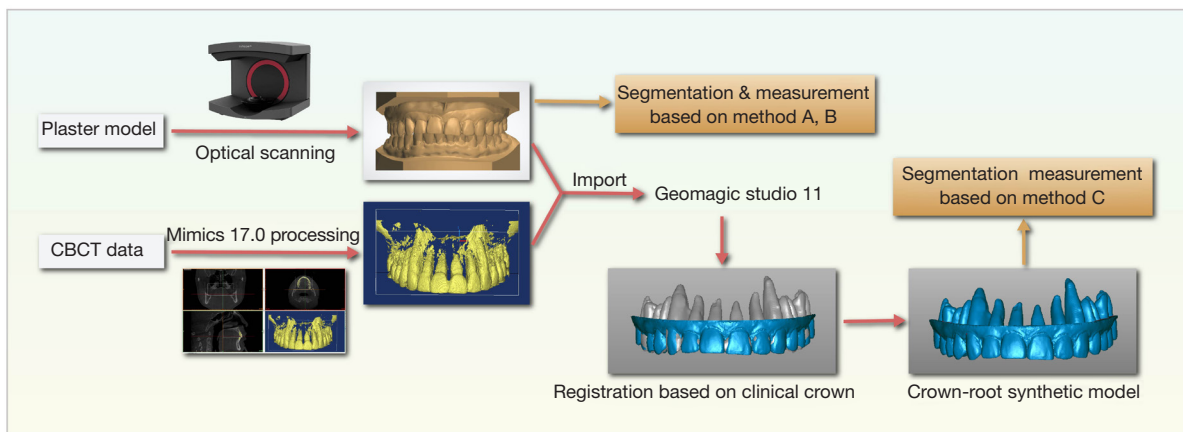 Plaster model
Optical scanning
Segmentation & measurement
based on method A, B
CBCT data
Mimics 17.0 processing
Import
Geomagic studio 11
Segmentation measurement
based on method C
Registration based on clinical crown
Crown-root synthetic model